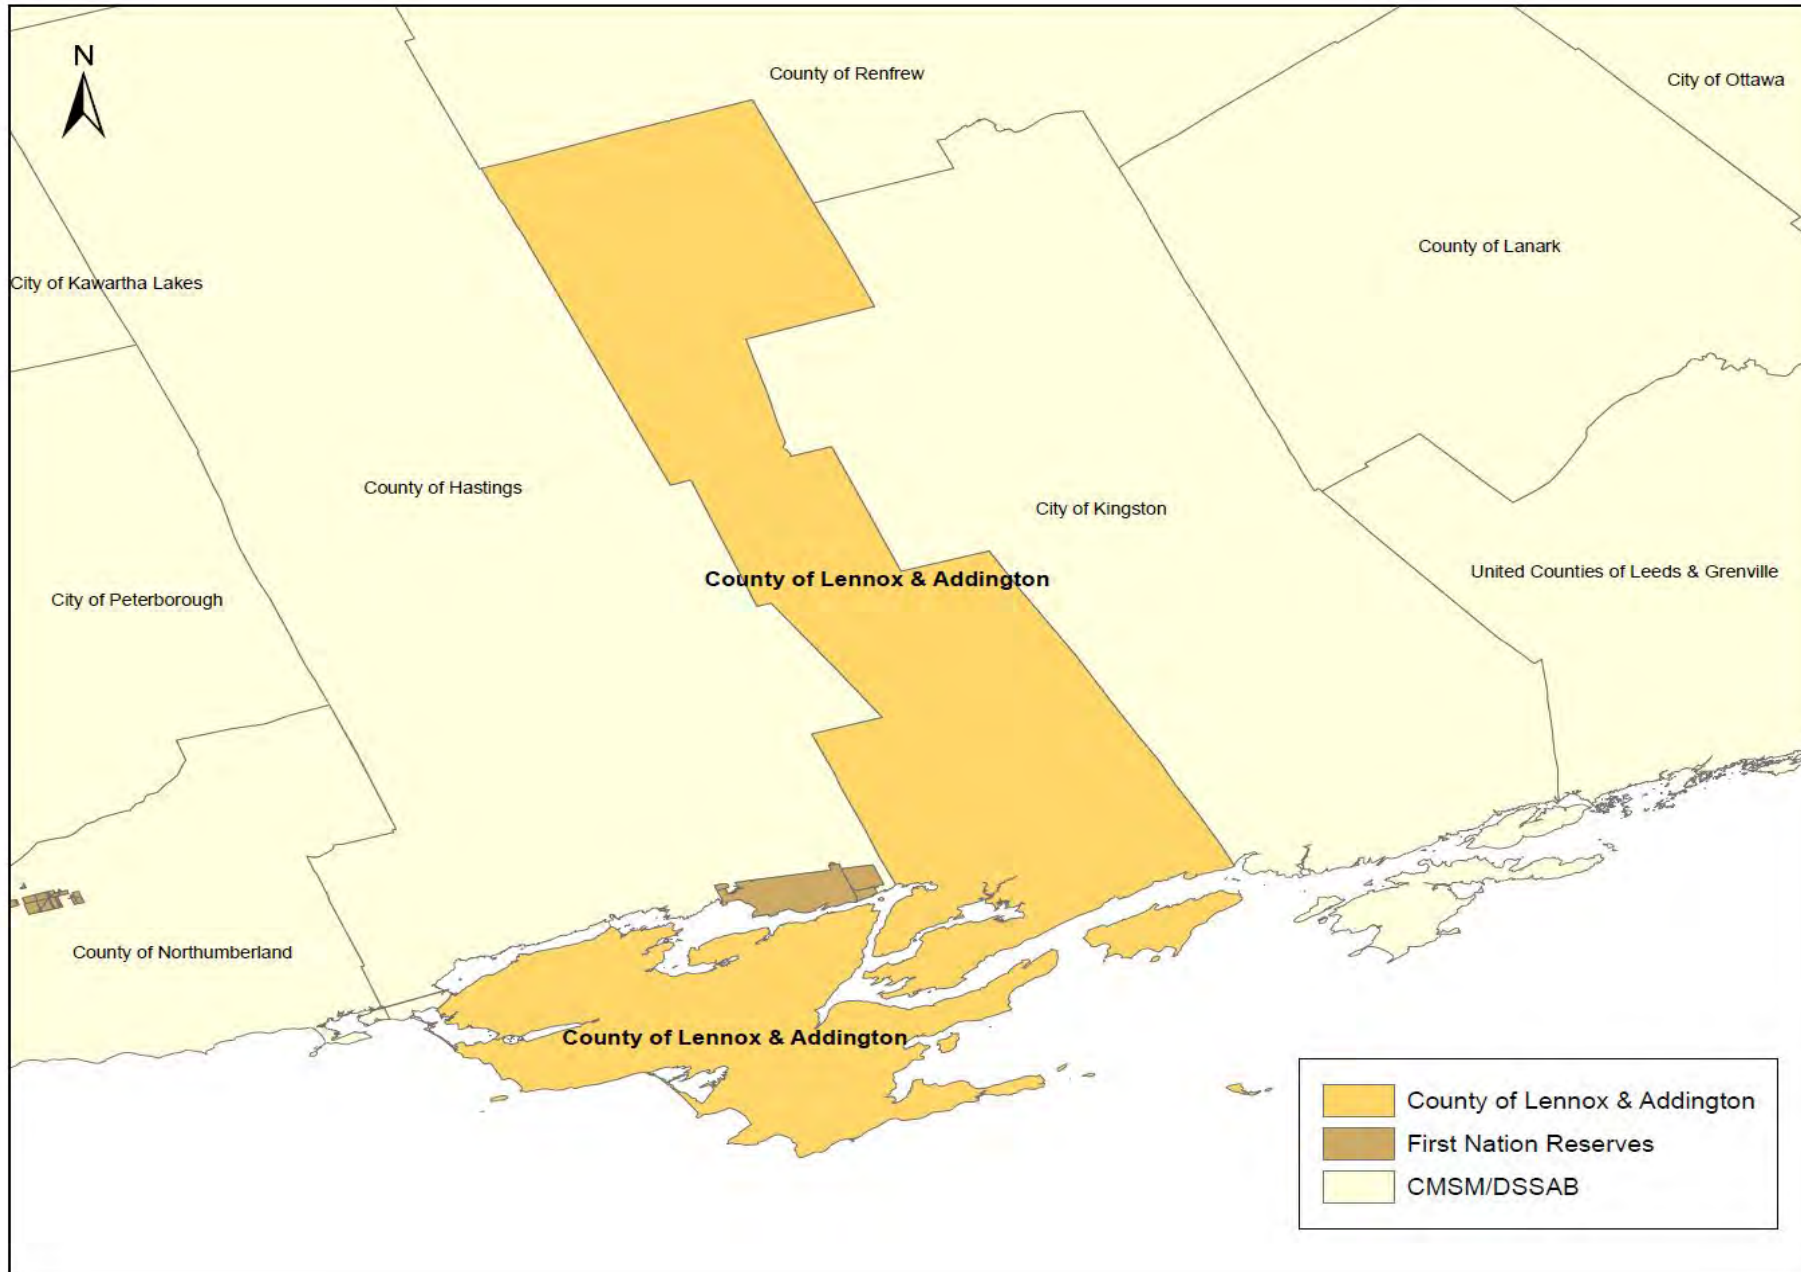 N
County of Renfrew
City of Ottawa
County of Lanark
City of Kawartha Lakes
County of Hastings
City of Kingston
County of Lennox & Addington
United Counties of Leeds & Grenville
City of Peterborough
County of Northumberland
County of Lennox & Addington
County of Lennox & Addington
First Nation Reserves
CMSM/DSSAB